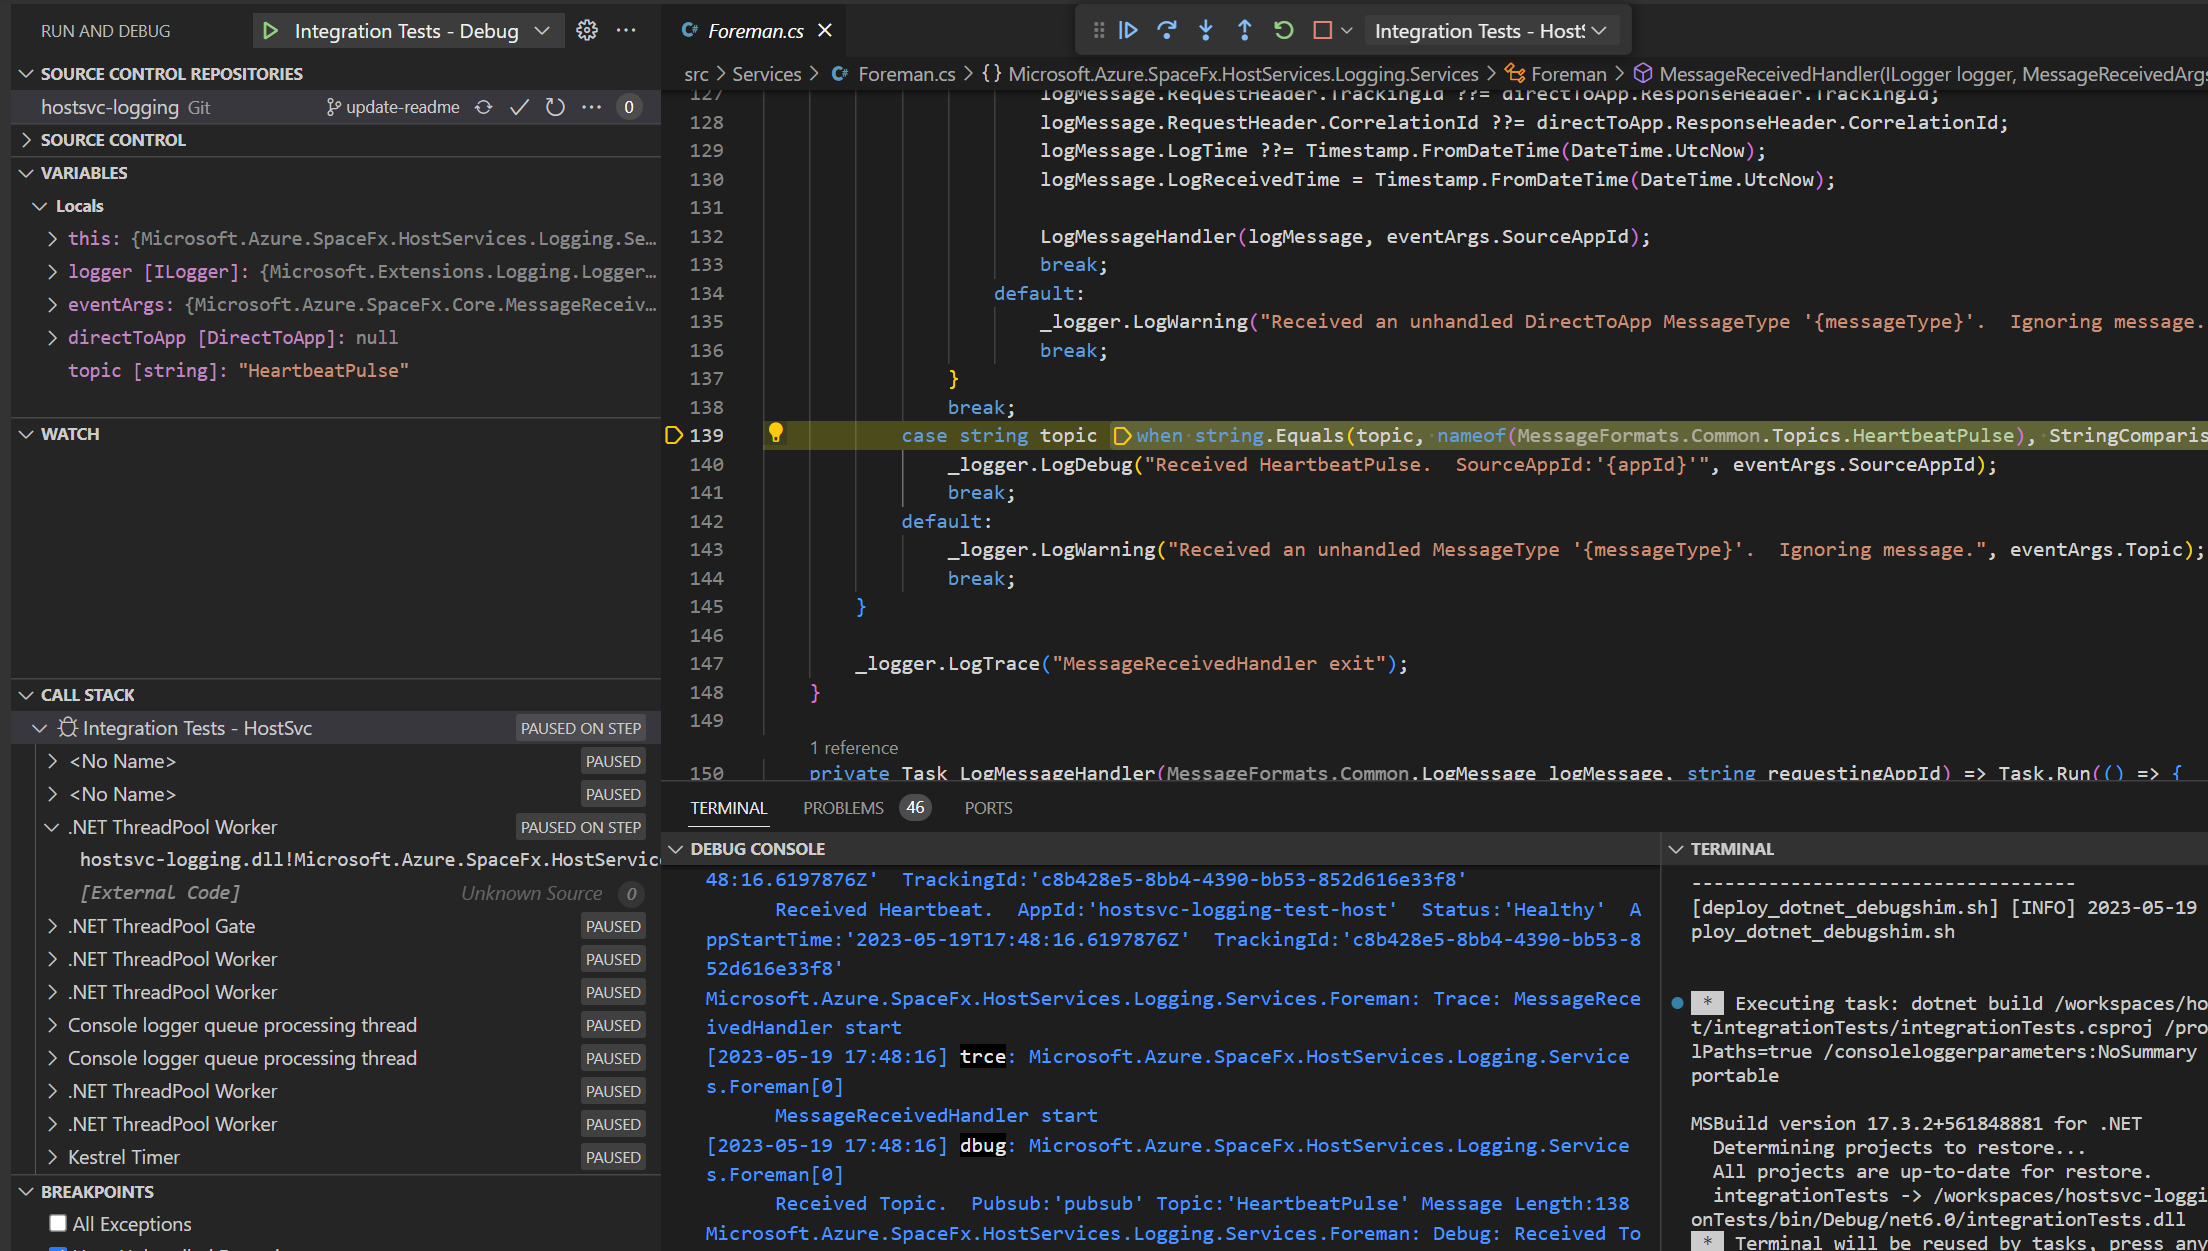 RUN AND DEBUG
Integration Tests - Debug
SOURCE CONTROL REPOSITORIES
hostsvc-logging Git
update-readme
0
SOURCE CONTROL
VARIABLES
Locals
this: {Microsoft.Azure.SpaceFx.HostServices.Logging.Se…
logger [ILogger]: {Microsoft.Extensions.Logging.Logger…
eventArgs: {Microsoft.Azure.SpaceFx.Core.MessageReceiv…
directToApp [DirectToApp]: null
topic [string]: "HeartbeatPulse"
WATCH
CALL STACK
Integration Tests - HostSvc PAUSED ON STEP
<No Name> PAUSED
<No Name> PAUSED
.NET ThreadPool Worker PAUSED ON STEP
hostsvc-logging.dll!Microsoft.Azure.SpaceFx.HostServic
[External Code] Unknown Source 0
.NET ThreadPool Gate PAUSED
.NET ThreadPool Worker PAUSED
.NET ThreadPool Worker PAUSED
Console logger queue processing thread PAUSED
Console logger queue processing thread PAUSED
.NET ThreadPool Worker PAUSED
.NET ThreadPool Worker PAUSED
Kestrel Timer PAUSED
BREAKPOINTS
All Exceptions
C# Foreman.cs
Integration Tests - Hosts
src > Services > C# Foreman.cs > {} Microsoft.Azure.SpaceFx.HostServices.Logging.Services > Foreman > MessageReceivedHandler(ILogger logger, MessageReceivedArgs
127 logMessage.RequestHeader.TrackingId ??= directToApp.ResponseHeader.TrackingId;
128 logMessage.RequestHeader.CorrelationId ??= directToApp.ResponseHeader.CorrelationId;
129 logMessage.LogTime ??= Timestamp.FromDateTime(DateTime.UtcNow);
130 logMessage.LogReceivedTime = Timestamp.FromDateTime(DateTime.UtcNow);
131
132 LogMessageHandler(logMessage, eventArgs.SourceAppId);
133 break;
134 default:
135 _logger.LogWarning("Received an unhandled DirectToApp MessageType '{messageType}'.  Ignoring message.
136 break;
137 }
138 break;
139 case string topic when string.Equals(topic, nameof(MessageFormats.Common.Topics.HeartbeatPulse), StringComparis
140 _logger.LogDebug("Received HeartbeatPulse.  SourceAppId:'{appId}'", eventArgs.SourceAppId);
141 break;
142 default:
143 _logger.LogWarning("Received an unhandled MessageType '{messageType}'.  Ignoring message.", eventArgs.Topic);
144 break;
145 }
146
147 _logger.LogTrace("MessageReceivedHandler exit");
148 }
149
1 reference
150 private Task LogMessageHandler(MessageFormats.Common.LogMessage logMessage, string requestingAppId) => Task.Run(() => {
TERMINAL PROBLEMS 46 PORTS
DEBUG CONSOLE
48:16.6197876Z'  TrackingId:'c8b428e5-8bb4-4390-bb53-852d616e33f8'
Received Heartbeat.  AppId:'hostsvc-logging-test-host'  Status:'Healthy'  A
ppStartTime:'2023-05-19T17:48:16.6197876Z'  TrackingId:'c8b428e5-8bb4-4390-bb53-8
52d616e33f8'
Microsoft.Azure.SpaceFx.HostServices.Logging.Services.Foreman: Trace: MessageRece
ivedHandler start
[2023-05-19 17:48:16] trce: Microsoft.Azure.SpaceFx.HostServices.Logging.Service
s.Foreman[0]
MessageReceivedHandler start
[2023-05-19 17:48:16] dbug: Microsoft.Azure.SpaceFx.HostServices.Logging.Service
s.Foreman[0]
Received Topic.  Pubsub:'pubsub' Topic:'HeartbeatPulse' Message Length:138
Microsoft.Azure.SpaceFx.HostServices.Logging.Services.Foreman: Debug: Received To
TERMINAL
-----------------------------------
[deploy_dotnet_debugshim.sh] [INFO] 2023-05-19
ploy_dotnet_debugshim.sh
* Executing task: dotnet build /workspaces/ho
t/integrationTests/integrationTests.csproj /pro
lPaths=true /consoleloggerparameters:NoSummary
portable
MSBuild version 17.3.2+561848881 for .NET
Determining projects to restore...
All projects are up-to-date for restore.
integrationTests -> /workspaces/hostsvc-loggi
onTests/bin/Debug/net6.0/integrationTests.dll
* Terminal will be reused by tasks, press any